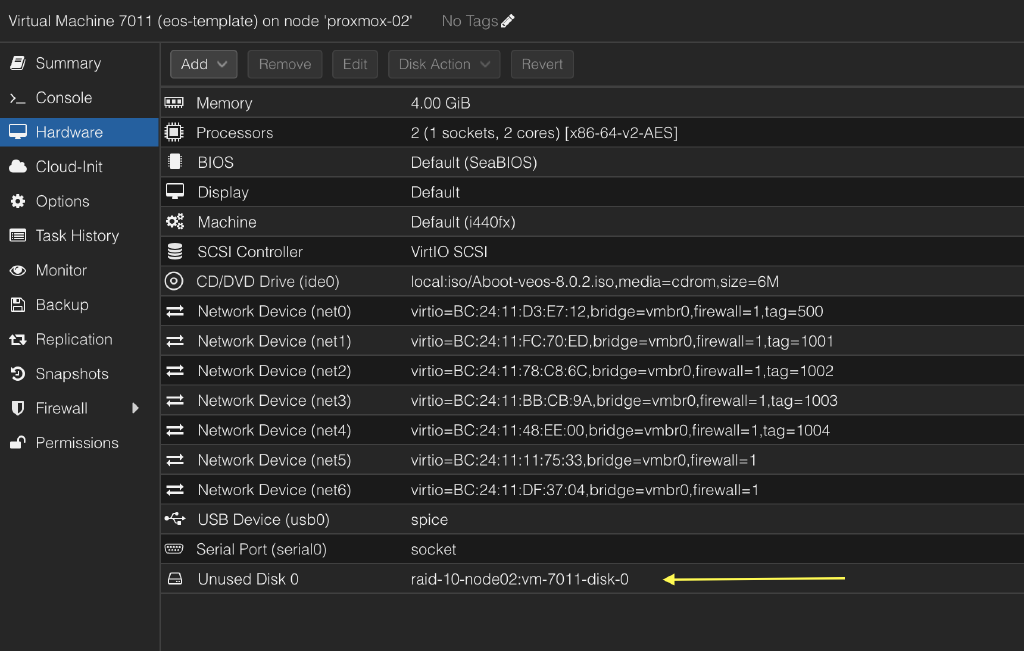 Virtual Machine 7011 (eos-template) on node 'proxmox-02' No Tags
Summary
Console
Hardware
Cloud-Init
Options
Task History
Monitor
Backup
Replication
Snapshots
Firewall
Permissions
Add Remove Edit Disk Action Revert
Memory 4.00 GiB
Processors 2 (1 sockets, 2 cores) [x86-64-v2-AES]
BIOS Default (SeaBIOS)
Display Default
Machine Default (i440fx)
SCSI Controller VirtIO SCSI
CD/DVD Drive (ide0) local:iso/Aboot-veos-8.0.2.iso,media=cdrom,size=6M
Network Device (net0) virtio=BC:24:11:D3:E7:12,bridge=vmbr0,firewall=1,tag=500
Network Device (net1) virtio=BC:24:11:FC:70:ED,bridge=vmbr0,firewall=1,tag=1001
Network Device (net2) virtio=BC:24:11:78:C8:6C,bridge=vmbr0,firewall=1,tag=1002
Network Device (net3) virtio=BC:24:11:BB:CB:9A,bridge=vmbr0,firewall=1,tag=1003
Network Device (net4) virtio=BC:24:11:48:EE:00,bridge=vmbr0,firewall=1,tag=1004
Network Device (net5) virtio=BC:24:11:11:75:33,bridge=vmbr0,firewall=1
Network Device (net6) virtio=BC:24:11:DF:37:04,bridge=vmbr0,firewall=1
USB Device (usb0) spice
Serial Port (serial0) socket
Unused Disk 0 raid-10-node02:vm-7011-disk-0